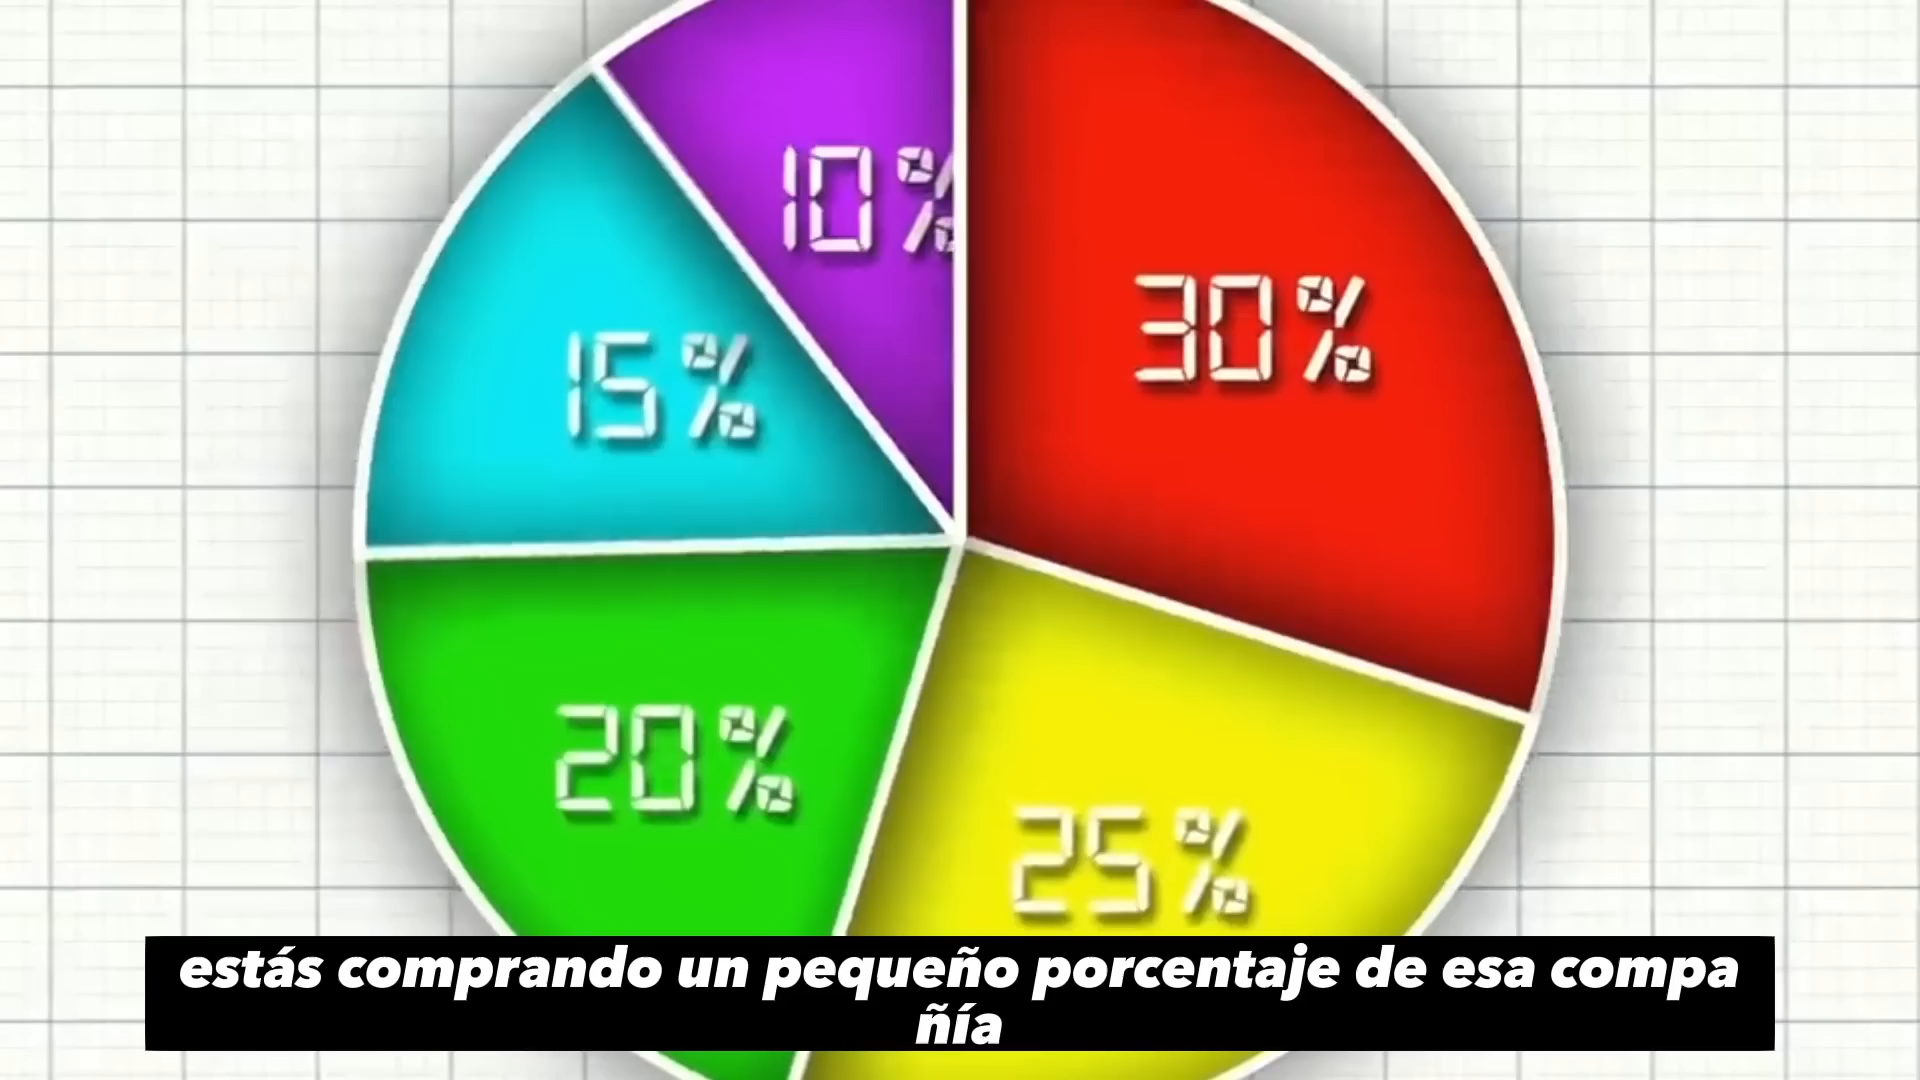 10%
30%
15%
20%
25%
estás comprando un pequeño porcentaje de esa compa
ñía